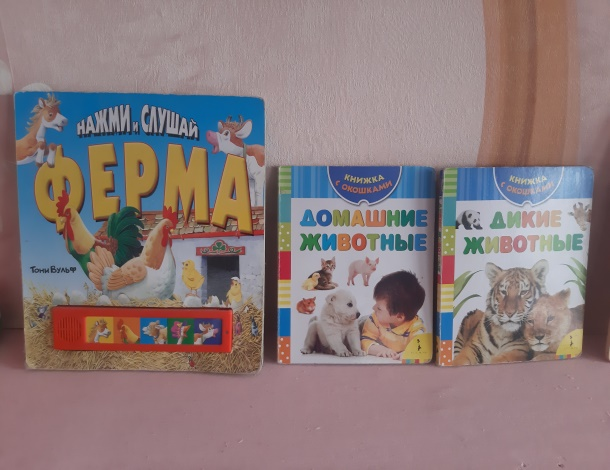 НАЖМИ и СЛУШАЙ
ФЕРМА
Тони Вульф
КНИЖКА
С ОКОШКАМИ
ДОМАШНИЕ
ЖИВОТНЫЕ
КНИЖКА
С ОКОШКАМИ
ДИКИЕ
ЖИВОТНЫЕ